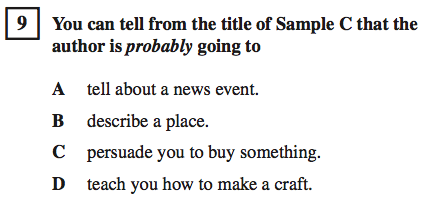 9 You can tell from the title of Sample C that the
author is probably going to
A tell about a news event.
B describe a place.
C persuade you to buy something.
D teach you how to make a craft.